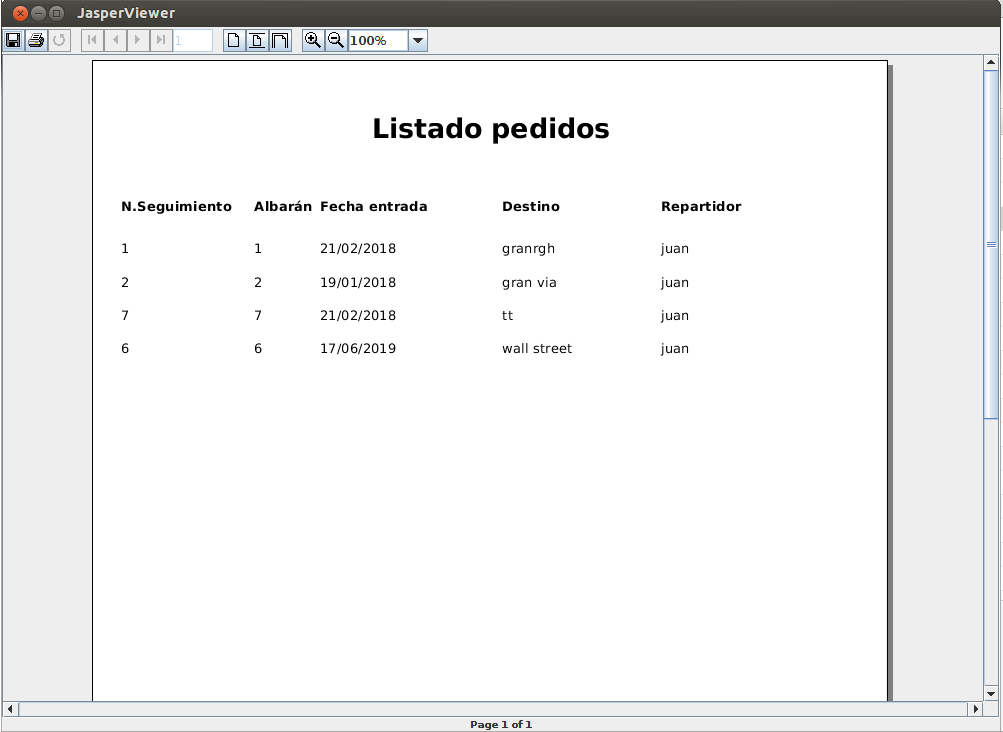 JasperViewer
1 100%
Listado pedidos
N.Seguimiento Albarán Fecha entrada Destino Repartidor
1 1 21/02/2018 granrgh juan
2 2 19/01/2018 gran via juan
7 7 21/02/2018 tt juan
6 6 17/06/2019 wall street juan
Page 1 of 1